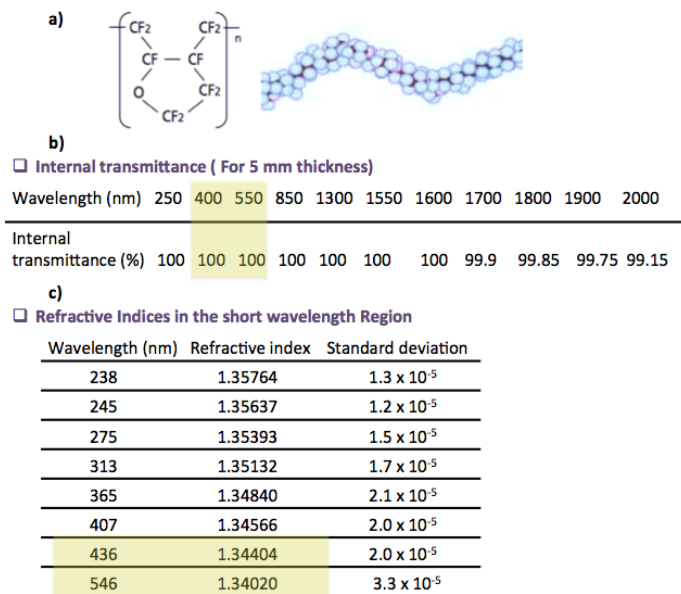 a)
CF2 CF2
n
CF — CF
O CF2
CF2
b)
❑ Internal transmittance ( For 5 mm thickness)
Wavelength (nm) 250 400 550 850 1300 1550 1600 1700 1800 1900 2000
Internal
transmittance (%) 100 100 100 100 100 100 100 99.9 99.85 99.75 99.15
c)
❑ Refractive Indices in the short wavelength Region
Wavelength (nm) Refractive index Standard deviation
238 1.35764 1.3 x 10⁻⁵
245 1.35637 1.2 x 10⁻⁵
275 1.35393 1.5 x 10⁻⁵
313 1.35132 1.7 x 10⁻⁵
365 1.34840 2.1 x 10⁻⁵
407 1.34566 2.0 x 10⁻⁵
436 1.34404 2.0 x 10⁻⁵
546 1.34020 3.3 x 10⁻⁵